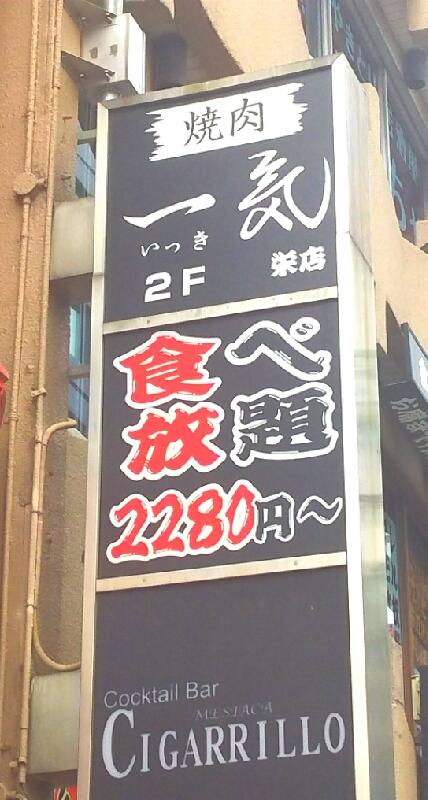 焼肉
一気
いっき
栄店
2F
食べ
放題
2280円～
Cocktail Bar
MESTACA
CIGARRILLO